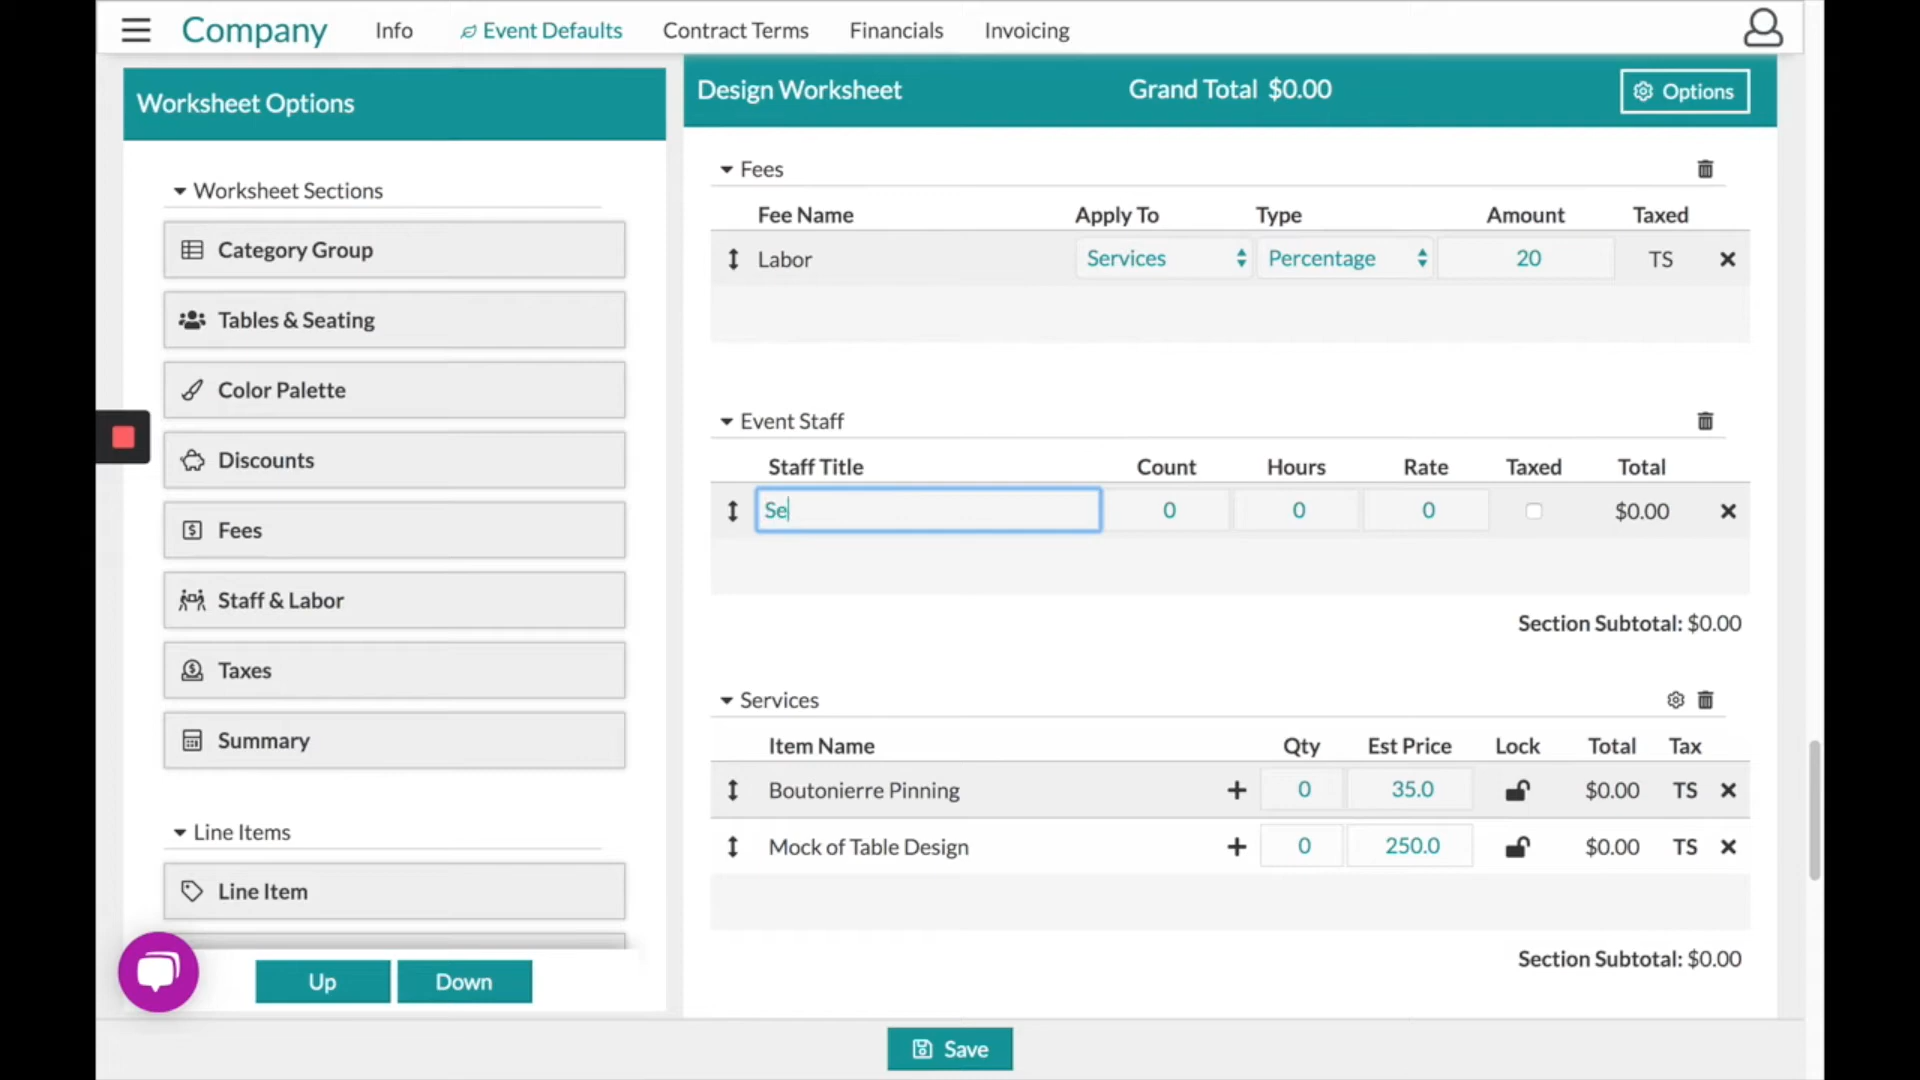 Company Info Event Defaults Contract Terms Financials Invoicing
Worksheet Options
Worksheet Sections
Category Group
Tables & Seating
Color Palette
Discounts
Fees
Staff & Labor
Taxes
Summary
Line Items
Line Item
Up Down
Design Worksheet Grand Total $0.00 Options
Fees
Fee Name Apply To Type Amount Taxed
Labor Services Percentage 20 TS
Event Staff
Staff Title Count Hours Rate Taxed Total
Se 0 0 0 $0.00
Section Subtotal: $0.00
Services
Item Name Qty Est Price Lock Total Tax
Boutonierre Pinning 0 35.0 $0.00 TS
Mock of Table Design 0 250.0 $0.00 TS
Section Subtotal: $0.00
Save